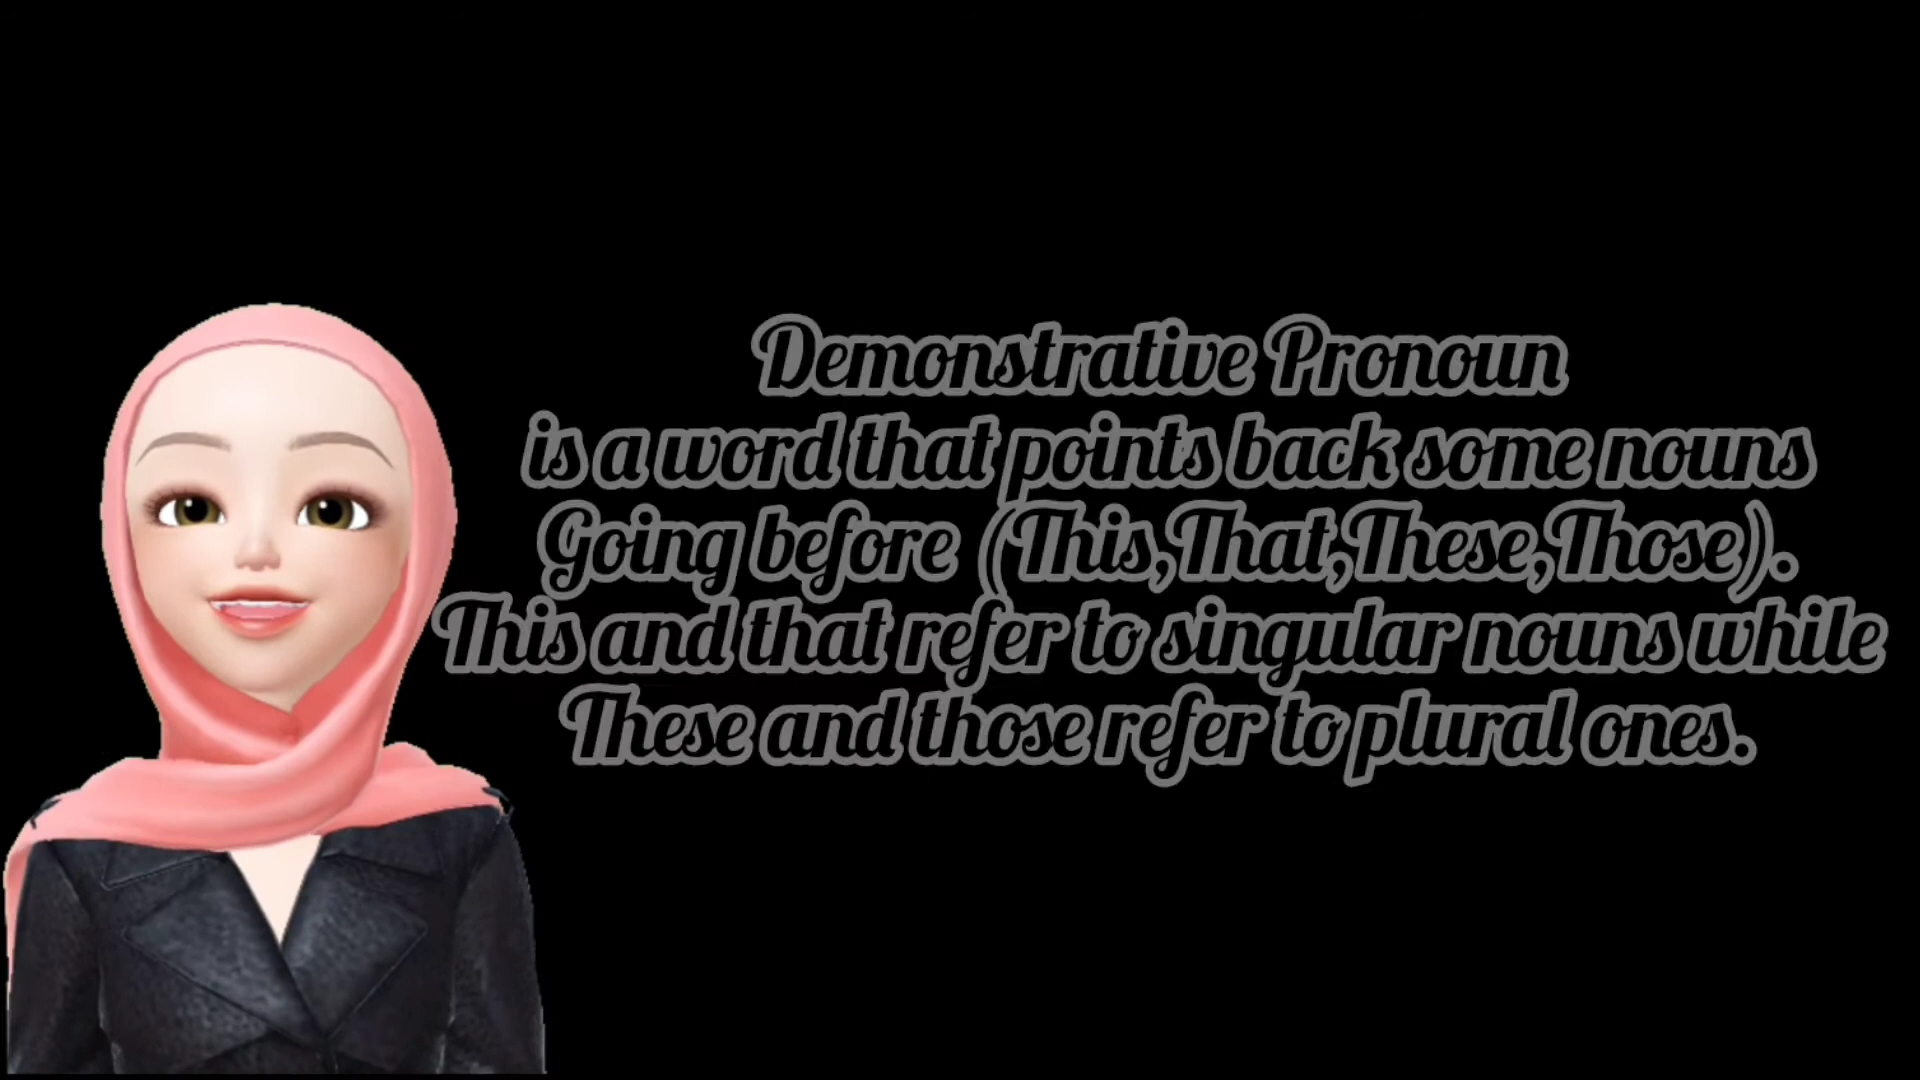 Demonstrative Pronoun
is a word that points back some nouns
Going before (This,That,These,Those).
This and that refer to singular nouns while
These and those refer to plural ones.